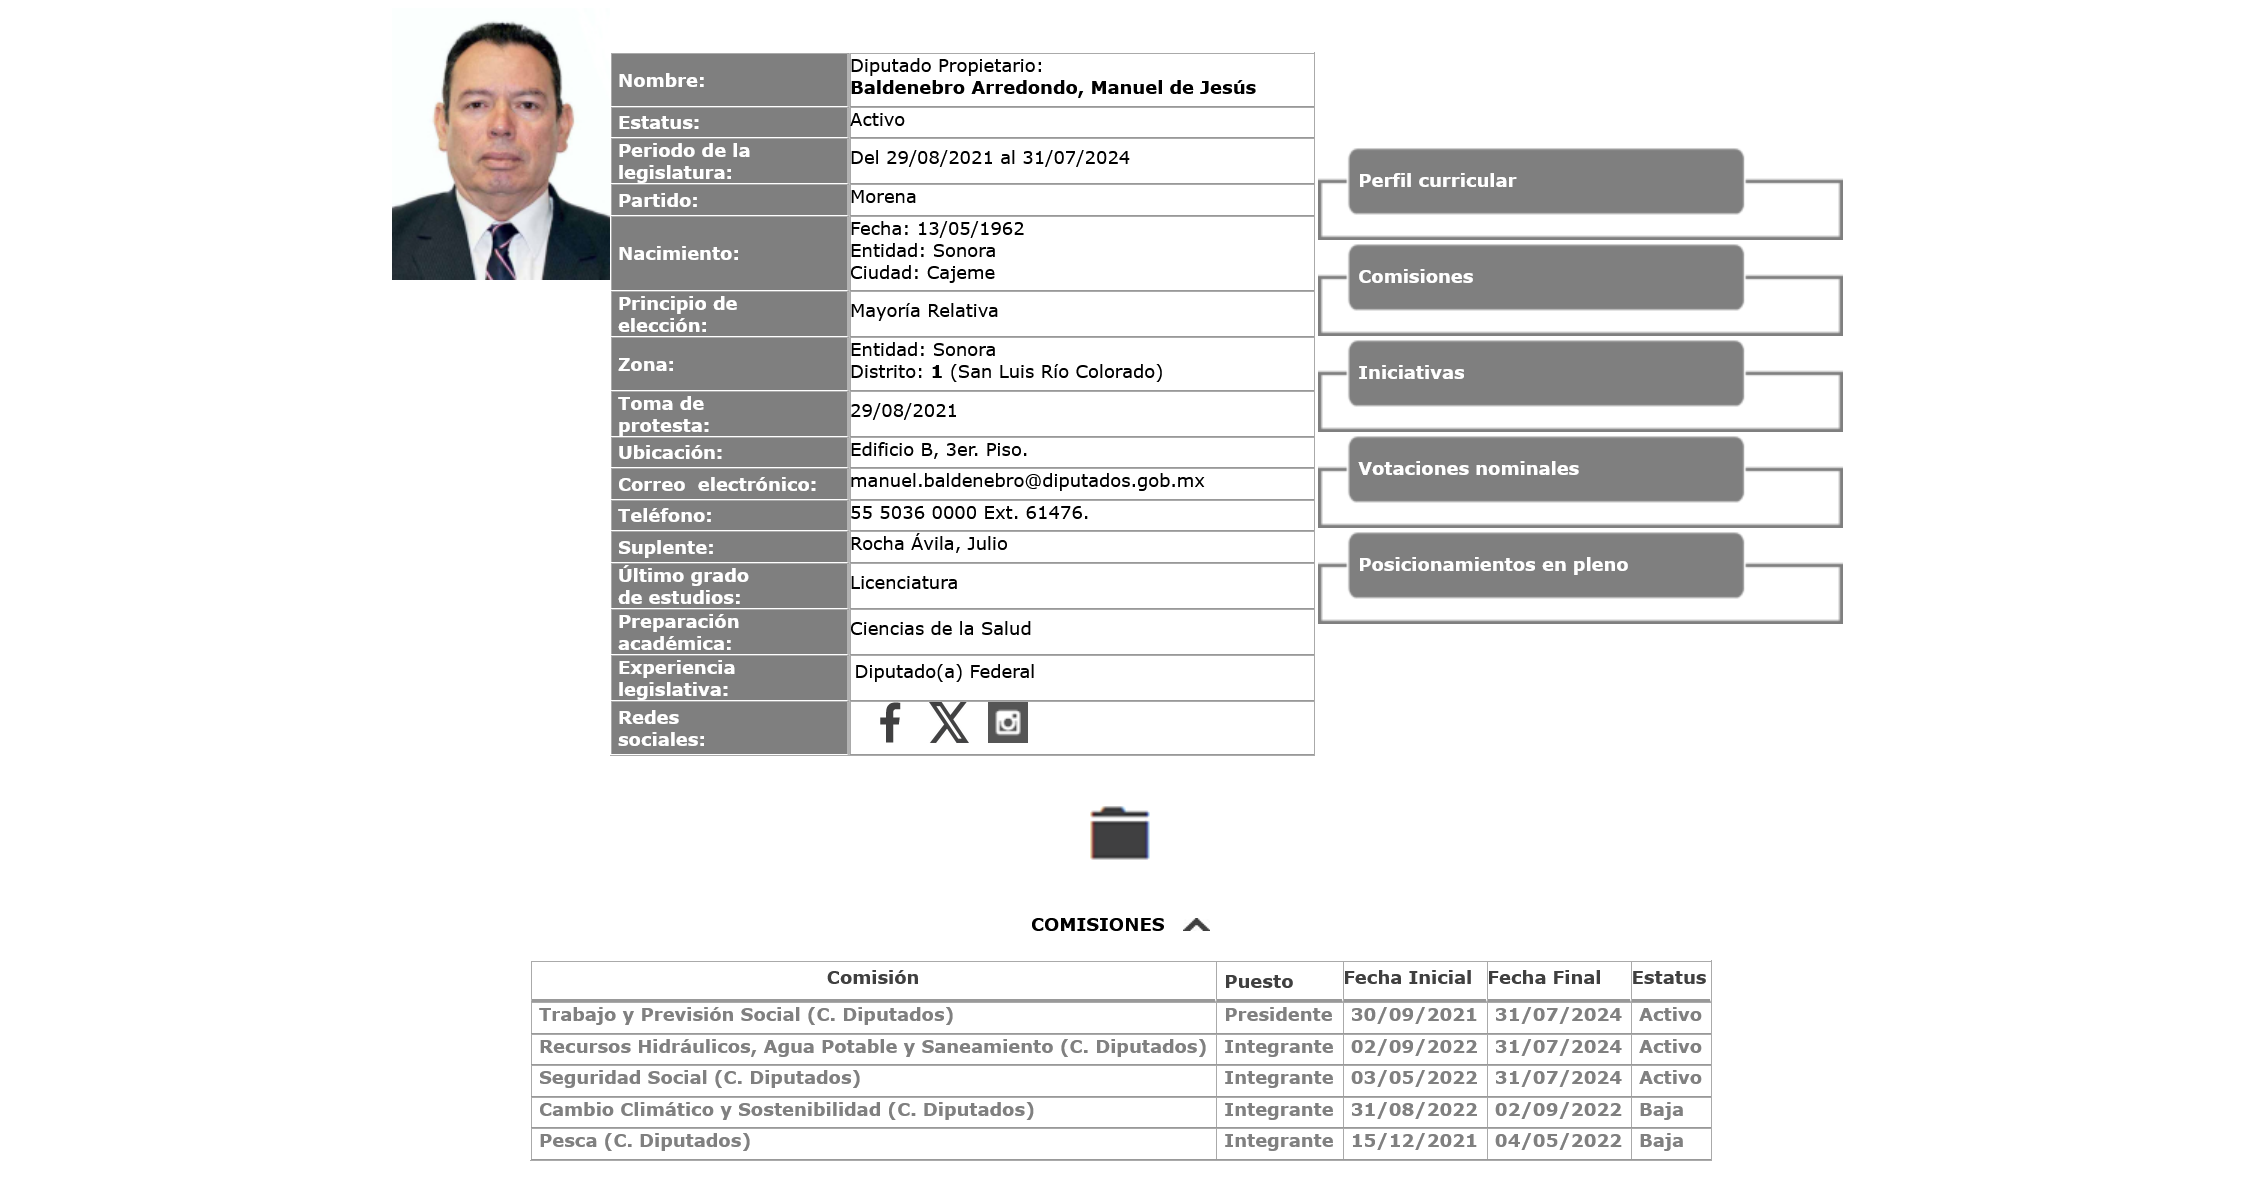 Nombre:
Diputado Propietario:
Baldenebro Arredondo, Manuel de Jesús
Estatus:
Activo
Periodo de la
legislatura:
Del 29/08/2021 al 31/07/2024
Partido:
Morena
Nacimiento:
Fecha: 13/05/1962
Entidad: Sonora
Ciudad: Cajeme
Principio de
elección:
Mayoría Relativa
Zona:
Entidad: Sonora
Distrito: 1 (San Luis Río Colorado)
Toma de
protesta:
29/08/2021
Ubicación:
Edificio B, 3er. Piso.
Correo electrónico:
manuel.baldenebro@diputados.gob.mx
Teléfono:
55 5036 0000 Ext. 61476.
Suplente:
Rocha Ávila, Julio
Último grado
de estudios:
Licenciatura
Preparación
académica:
Ciencias de la Salud
Experiencia
legislativa:
Diputado(a) Federal
Redes
sociales:
Perfil curricular
Comisiones
Iniciativas
Votaciones nominales
Posicionamientos en pleno
COMISIONES
Comisión Puesto Fecha Inicial Fecha Final Estatus
Trabajo y Previsión Social (C. Diputados) Presidente 30/09/2021 31/07/2024 Activo
Recursos Hidráulicos, Agua Potable y Saneamiento (C. Diputados) Integrante 02/09/2022 31/07/2024 Activo
Seguridad Social (C. Diputados) Integrante 03/05/2022 31/07/2024 Activo
Cambio Climático y Sostenibilidad (C. Diputados) Integrante 31/08/2022 02/09/2022 Baja
Pesca (C. Diputados) Integrante 15/12/2021 04/05/2022 Baja